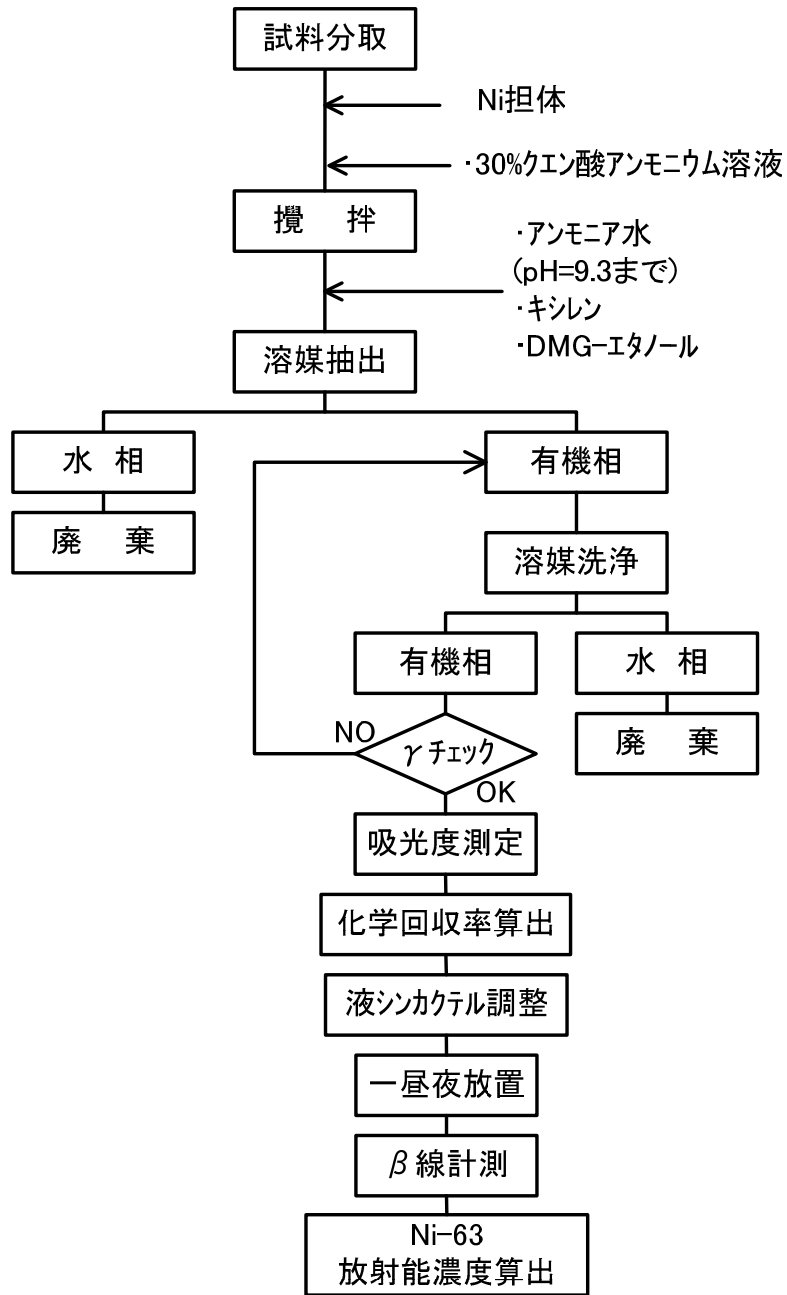 試料分取
Ni担体
・30%クエン酸アンモニウム溶液
攪　拌
・アンモニア水
(pH=9.3まで)
・キシレン
・DMG-エタノール
溶媒抽出
水 相
有機相
廃　棄
溶媒洗浄
有機相
水 相
NO
γチェック
廃　棄
OK
吸光度測定
化学回収率算出
液シンカクテル調整
一昼夜放置
β線計測
Ni-63
放射能濃度算出